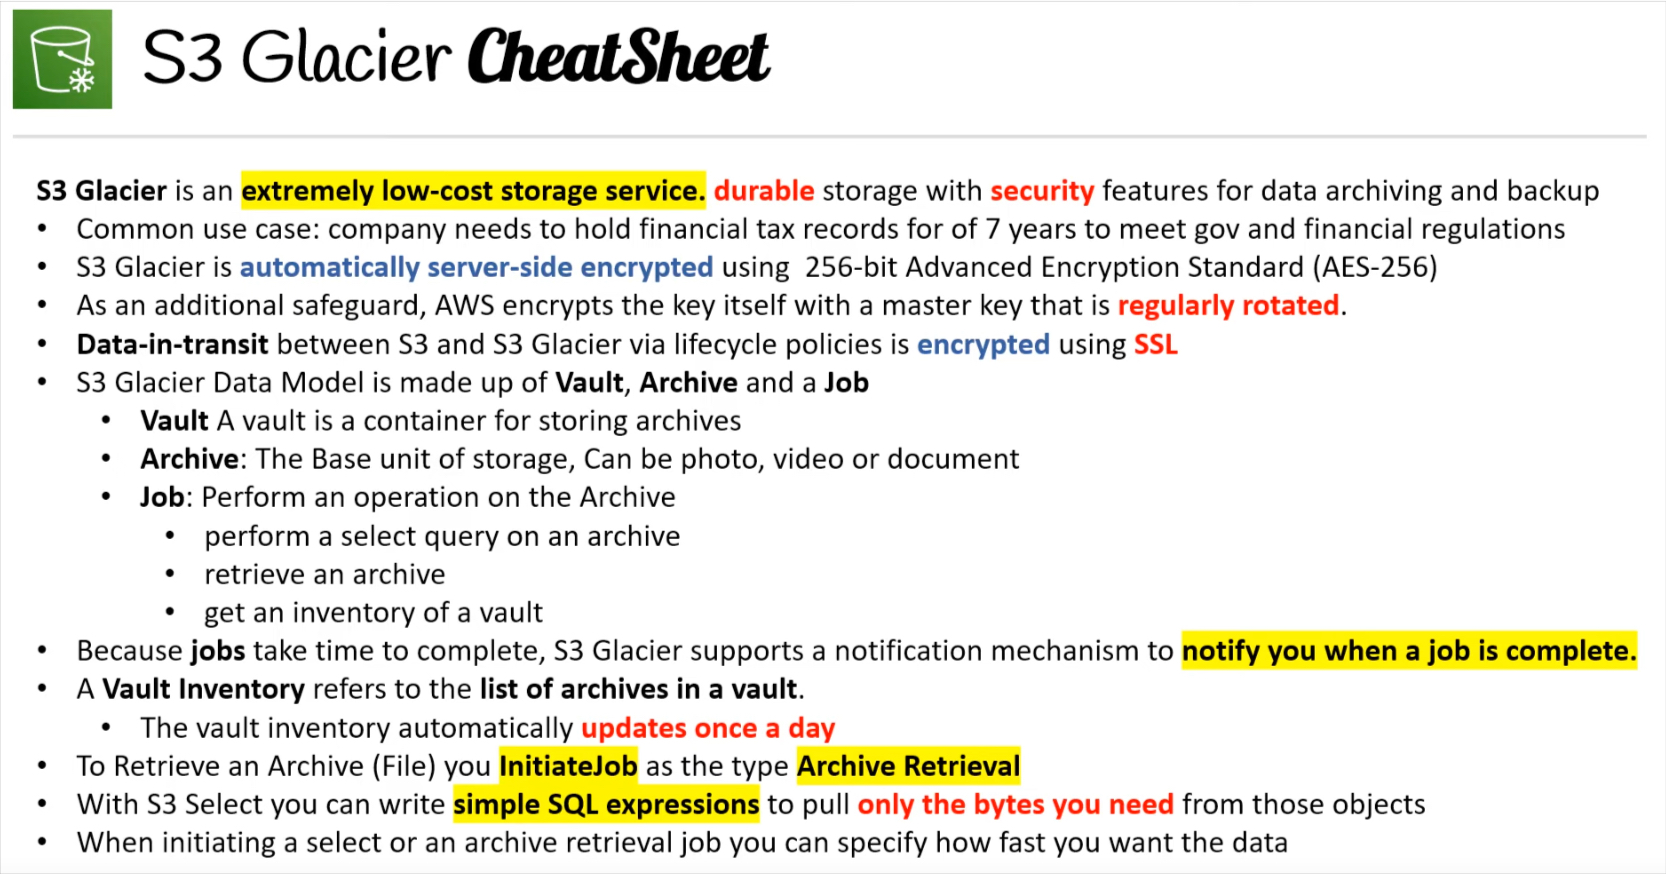 S3 Glacier CheatSheet
S3 Glacier is an extremely low-cost storage service. durable storage with security features for data archiving and backup
• Common use case: company needs to hold financial tax records for of 7 years to meet gov and financial regulations
• S3 Glacier is automatically server-side encrypted using 256-bit Advanced Encryption Standard (AES-256)
• As an additional safeguard, AWS encrypts the key itself with a master key that is regularly rotated.
• Data-in-transit between S3 and S3 Glacier via lifecycle policies is encrypted using SSL
• S3 Glacier Data Model is made up of Vault, Archive and a Job
• Vault A vault is a container for storing archives
• Archive: The Base unit of storage, Can be photo, video or document
• Job: Perform an operation on the Archive
• perform a select query on an archive
• retrieve an archive
• get an inventory of a vault
• Because jobs take time to complete, S3 Glacier supports a notification mechanism to notify you when a job is complete.
• A Vault Inventory refers to the list of archives in a vault.
• The vault inventory automatically updates once a day
• To Retrieve an Archive (File) you InitiateJob as the type Archive Retrieval
• With S3 Select you can write simple SQL expressions to pull only the bytes you need from those objects
• When initiating a select or an archive retrieval job you can specify how fast you want the data